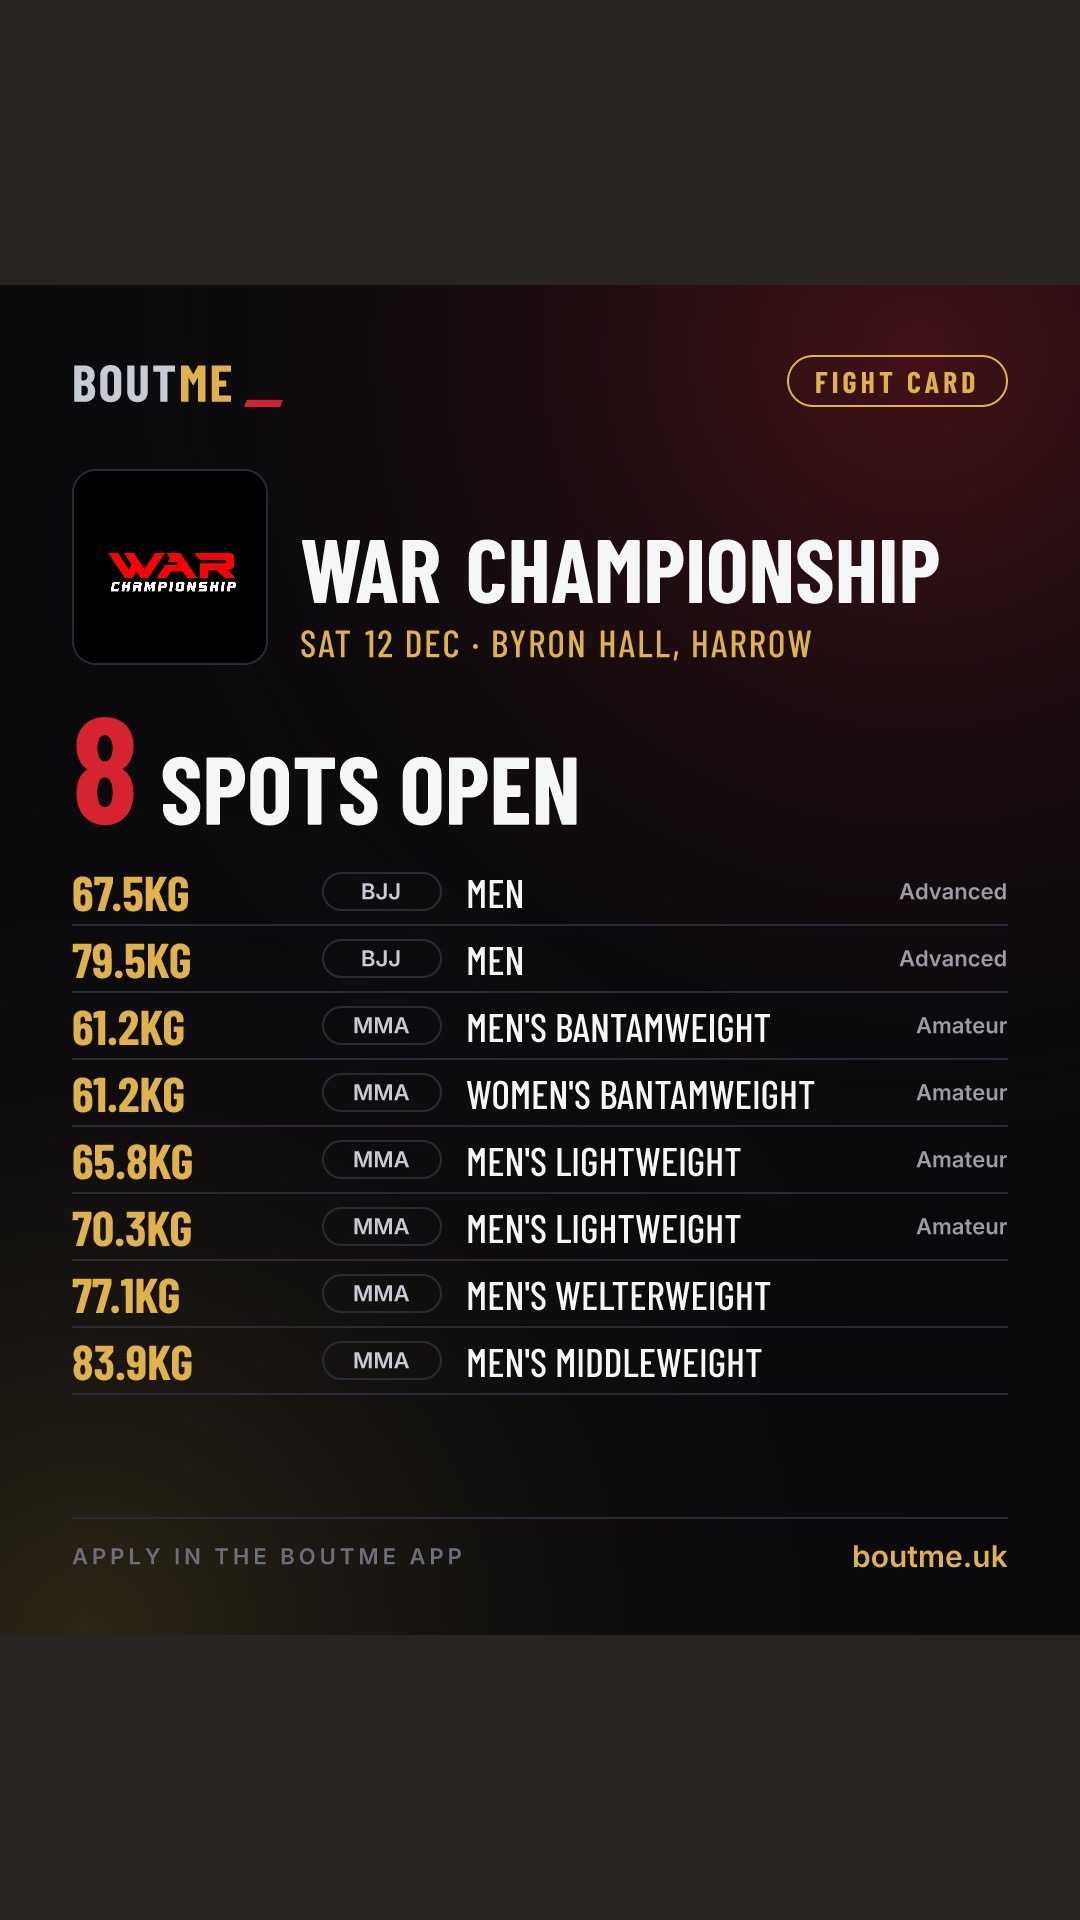 BOUTME _
FIGHT CARD
WAR
CHAMPIONSHIP
WAR CHAMPIONSHIP
SAT 12 DEC · BYRON HALL, HARROW
8 SPOTS OPEN
67.5KG BJJ MEN Advanced
79.5KG BJJ MEN Advanced
61.2KG MMA MEN'S BANTAMWEIGHT Amateur
61.2KG MMA WOMEN'S BANTAMWEIGHT Amateur
65.8KG MMA MEN'S LIGHTWEIGHT Amateur
70.3KG MMA MEN'S LIGHTWEIGHT Amateur
77.1KG MMA MEN'S WELTERWEIGHT
83.9KG MMA MEN'S MIDDLEWEIGHT
APPLY IN THE BOUTME APP
boutme.uk